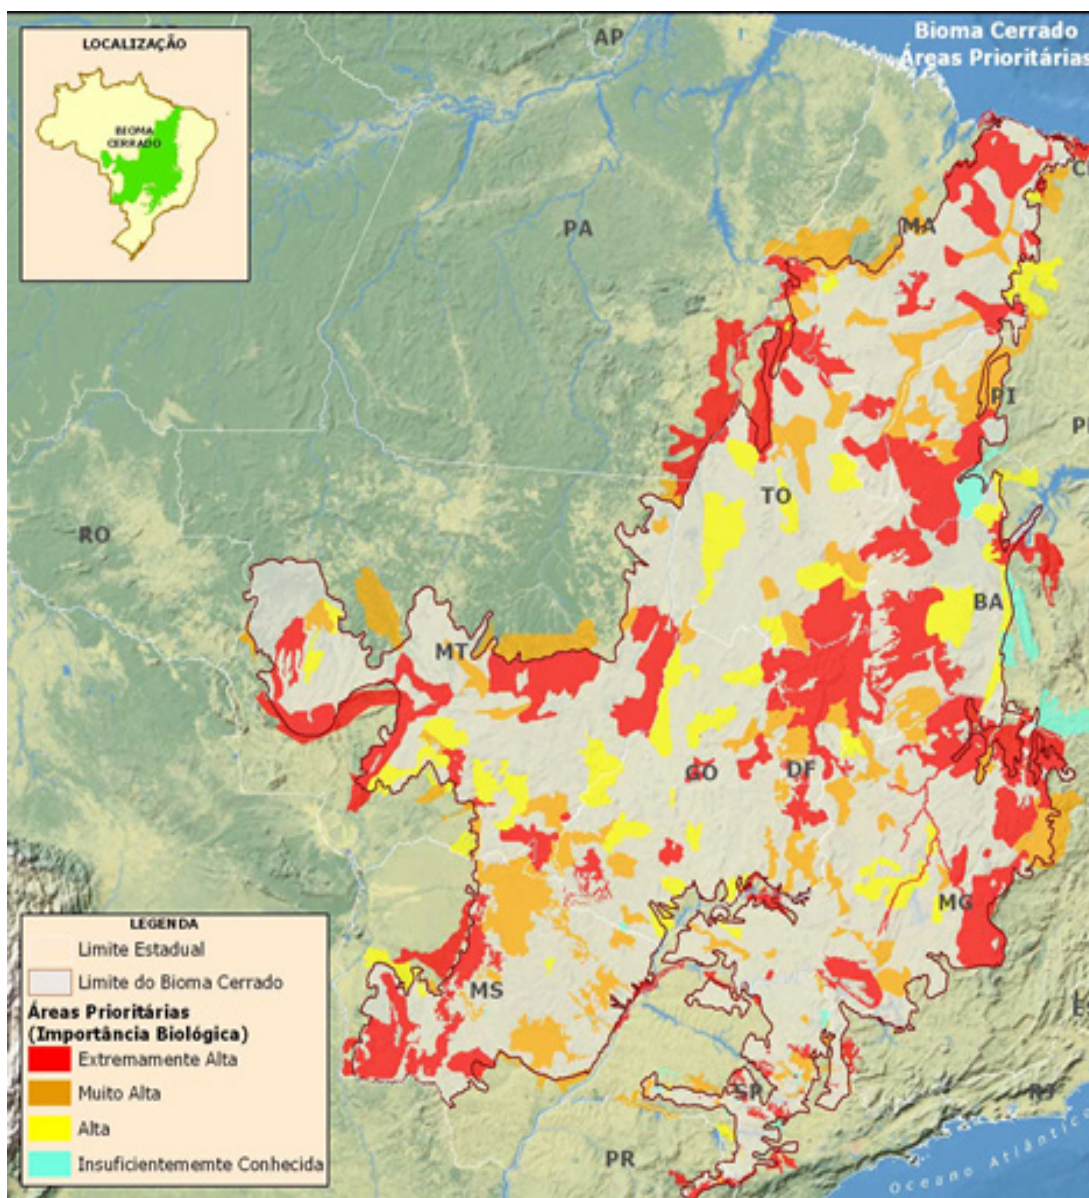 LOCALIZAÇÃO
BIOMA
CERRADO
Bioma Cerrado
Áreas Prioritárias
AP
PA
MA
PI
TO
RO
BA
MT
GO
DF
MG
MS
SP
RJ
PR
Oceano Atlântico
LEGENDA
Limite Estadual
Limite do Bioma Cerrado
Áreas Prioritárias
(Importância Biológica)
Extremamente Alta
Muito Alta
Alta
Insuficientememte Conhecida